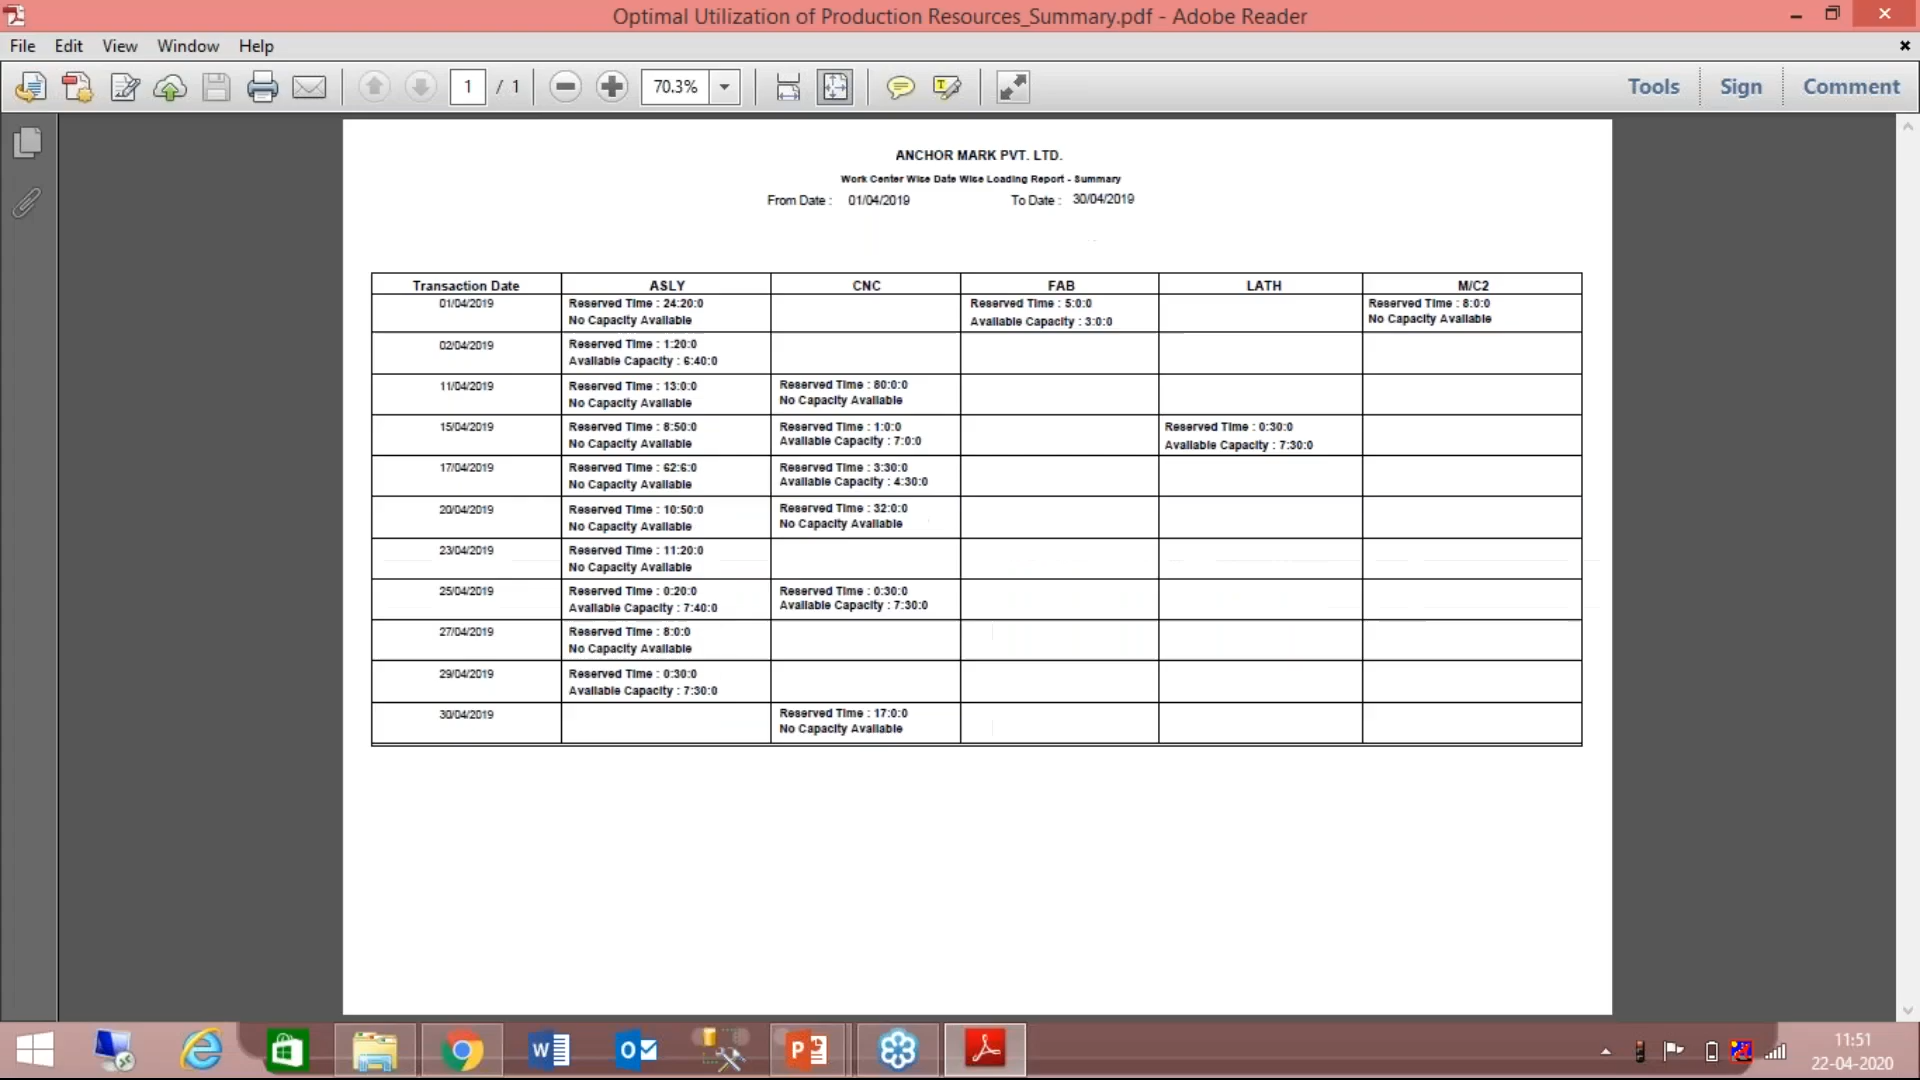 Optimal Utilization of Production Resources_Summary.pdf - Adobe Reader
File Edit View Window Help
1 / 1 70.3% Tools Sign Comment
ANCHOR MARK PVT. LTD.
Work Center Wise Date Wise Loading Report - Summary
From Date : 01/04/2019 To Date : 30/04/2019
Transaction Date ASLY CNC FAB LATH M/C2
01/04/2019 Reserved Time : 24:20:0 Reserved Time : 5:0:0 Reserved Time : 8:0:0
No Capacity Available Available Capacity : 3:0:0 No Capacity Available
02/04/2019 Reserved Time : 1:20:0
Available Capacity : 6:40:0
11/04/2019 Reserved Time : 13:0:0 Reserved Time : 80:0:0
No Capacity Available No Capacity Available
15/04/2019 Reserved Time : 8:50:0 Reserved Time : 1:0:0 Reserved Time : 0:30:0
No Capacity Available Available Capacity : 7:0:0 Available Capacity : 7:30:0
17/04/2019 Reserved Time : 62:6:0 Reserved Time : 3:30:0
No Capacity Available Available Capacity : 4:30:0
20/04/2019 Reserved Time : 10:50:0 Reserved Time : 32:0:0
No Capacity Available No Capacity Available
23/04/2019 Reserved Time : 11:20:0
No Capacity Available
25/04/2019 Reserved Time : 0:20:0 Reserved Time : 0:30:0
Available Capacity : 7:40:0 Available Capacity : 7:30:0
27/04/2019 Reserved Time : 8:0:0
No Capacity Available
29/04/2019 Reserved Time : 0:30:0
Available Capacity : 7:30:0
30/04/2019 Reserved Time : 17:0:0
No Capacity Available
11:51
22-04-2020